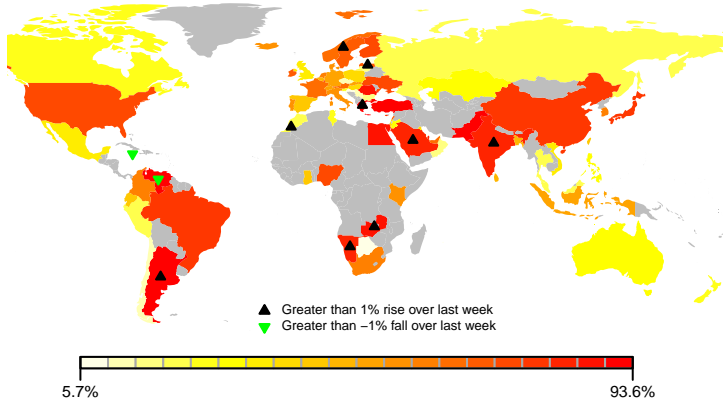 Greater than 1% rise over last week
Greater than −1% fall over last week
5.7%
93.6%